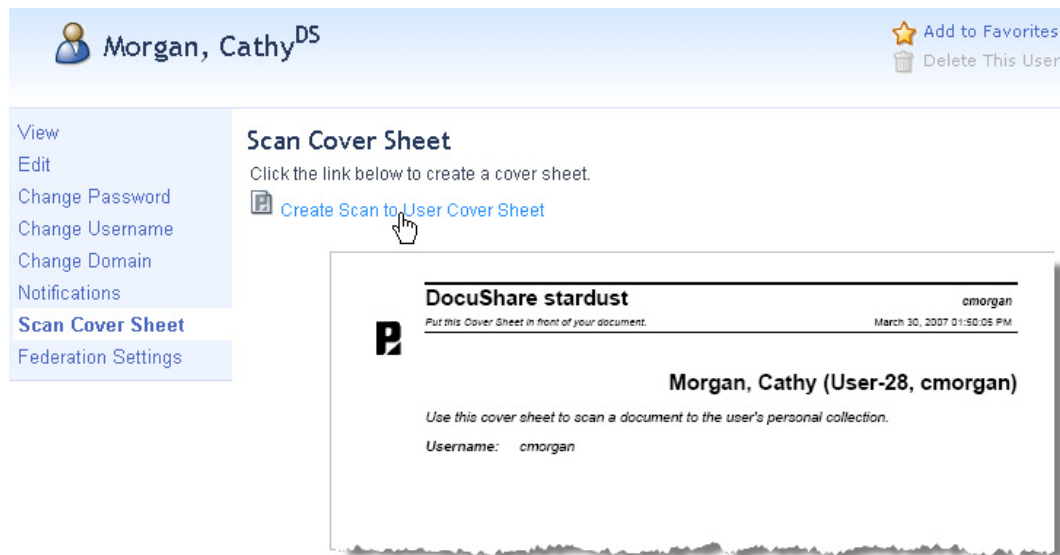 Morgan, Cathy DS
Add to Favorites
Delete This User
View
Edit
Change Password
Change Username
Change Domain
Notifications
Scan Cover Sheet
Federation Settings
Scan Cover Sheet
Click the link below to create a cover sheet.
Create Scan to User Cover Sheet
DocuShare stardust cmorgan
Put this Cover Sheet in front of your document. March 30, 2007 01:50:05 PM
Morgan, Cathy (User-28, cmorgan)
Use this cover sheet to scan a document to the user's personal collection.
Username: cmorgan